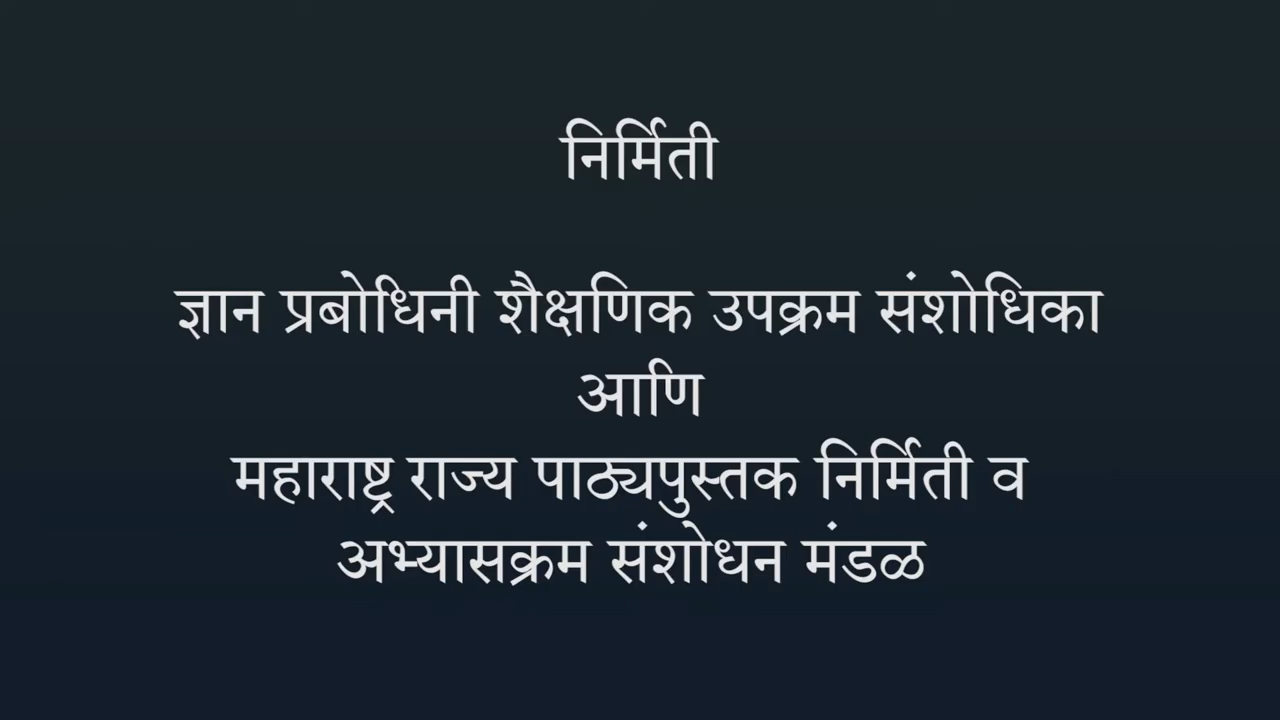 निर्मिती
ज्ञान प्रबोधिनी शैक्षणिक उपक्रम संशोधिका
आणि
महाराष्ट्र राज्य पाठ्यपुस्तक निर्मिती व
अभ्यासक्रम संशोधन मंडळ